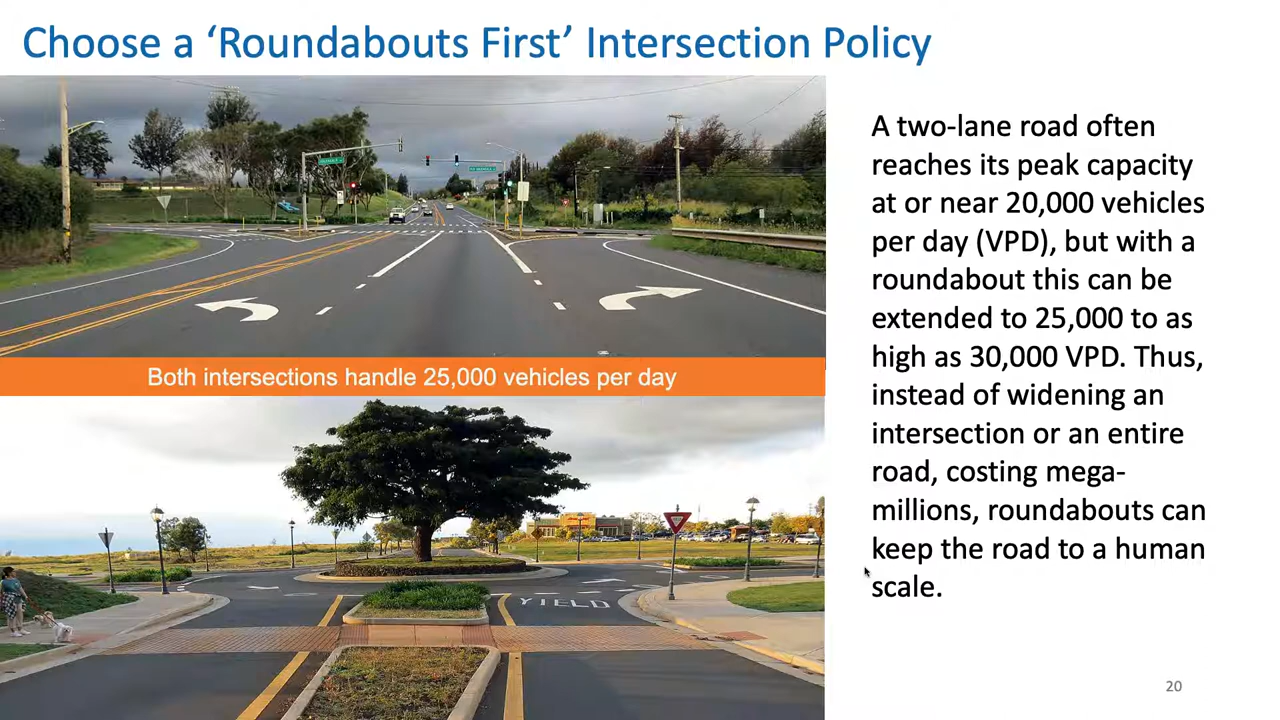 Choose a ‘Roundabouts First’ Intersection Policy
Both intersections handle 25,000 vehicles per day
YIELD
A two-lane road often
reaches its peak capacity
at or near 20,000 vehicles
per day (VPD), but with a
roundabout this can be
extended to 25,000 to as
high as 30,000 VPD. Thus,
instead of widening an
intersection or an entire
road, costing mega-
millions, roundabouts can
keep the road to a human
scale.
20